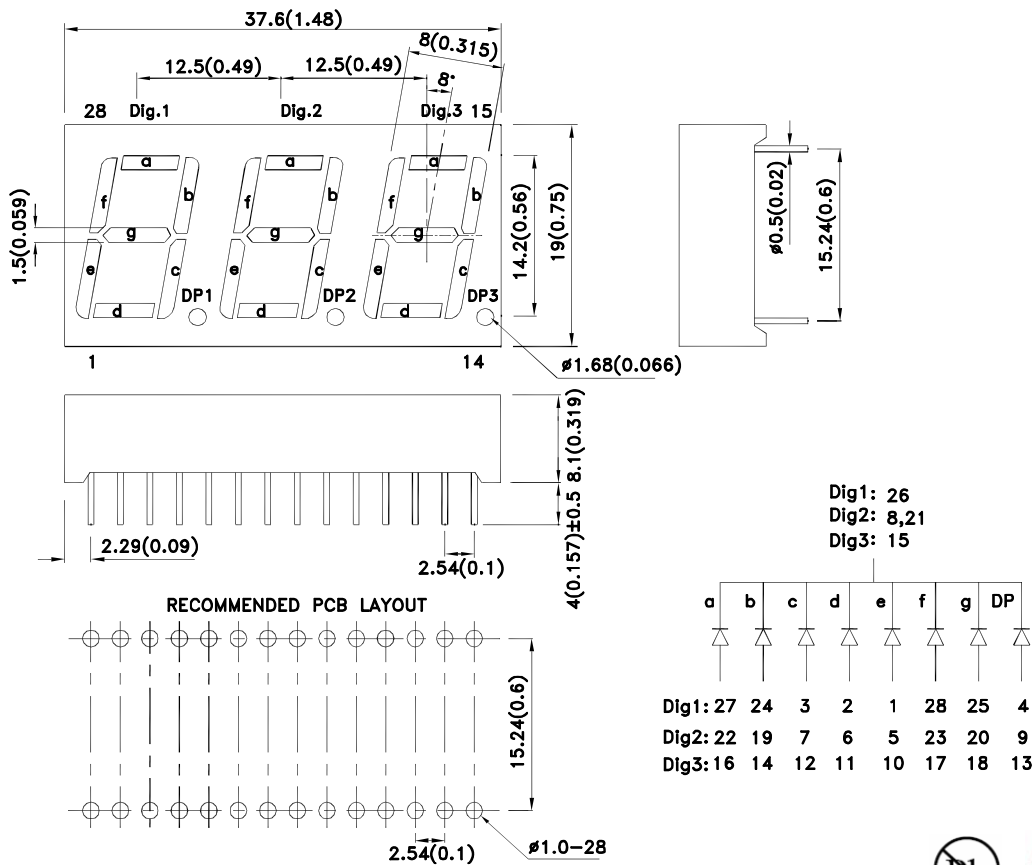 37.6(1.48)
8(0.315)
12.5(0.49) 12.5(0.49)
8°
28 Dig.1 Dig.2 Dig.3 15
a a a
f b f b f b
g g g
e c e c e c
d d d
DP1 DP2 DP3
1.5(0.059)
14.2(0.56)
19(0.75)
ø0.5(0.02)
15.24(0.6)
1 14
ø1.68(0.066)
8.1(0.319)
4(0.157)±0.5
2.29(0.09)
2.54(0.1)
RECOMMENDED PCB LAYOUT
15.24(0.6)
2.54(0.1)
ø1.0-28
Dig1: 26
Dig2: 8,21
Dig3: 15
a b c d e f g DP
Dig1: 27 24 3 2 1 28 25 4
Dig2: 22 19 7 6 5 23 20 9
Dig3: 16 14 12 11 10 17 18 13